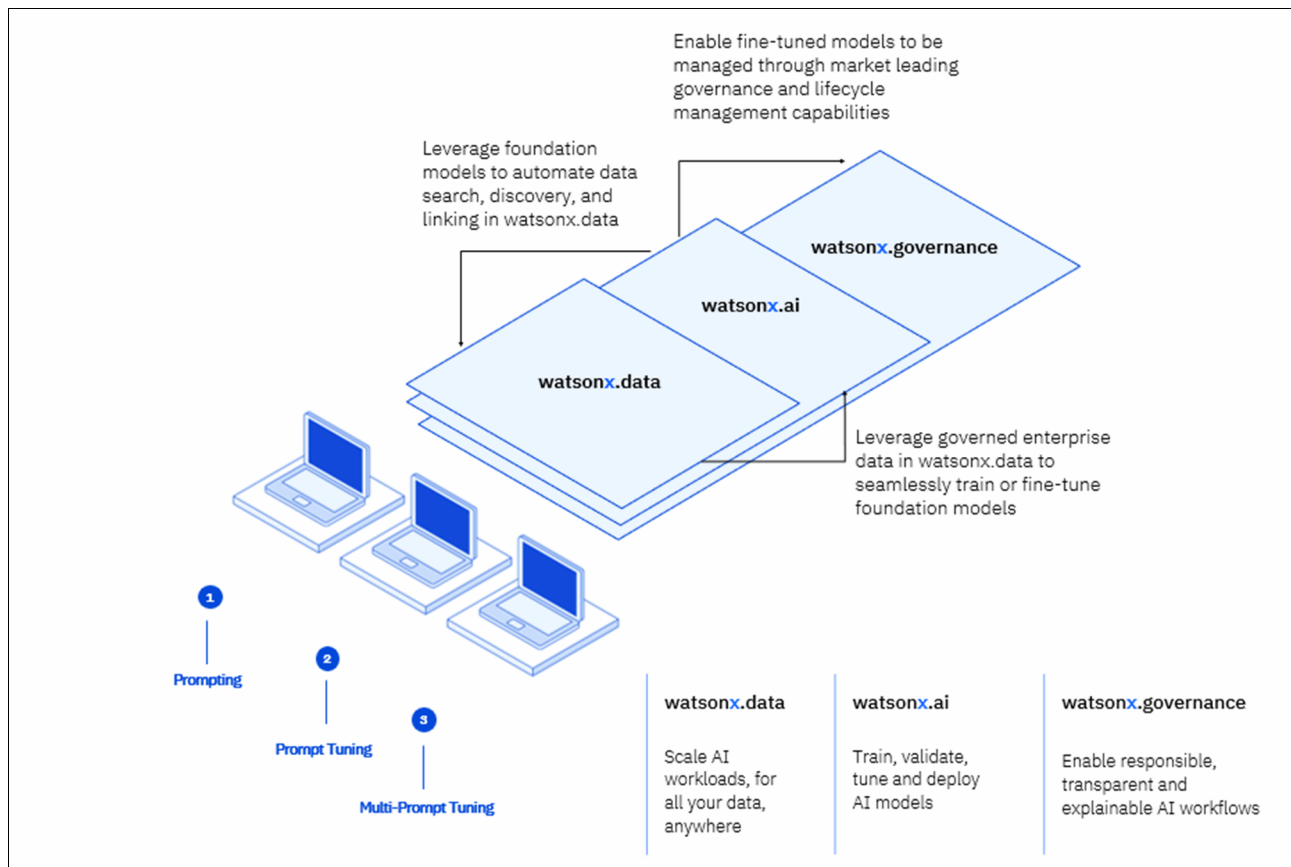 Enable fine-tuned models to be
managed through market leading
governance and lifecycle
management capabilities
Leverage foundation
models to automate data
search, discovery, and
linking in watsonx.data
watsonx.governance
watsonx.ai
watsonx.data
Leverage governed enterprise
data in watsonx.data to
seamlessly train or fine-tune
foundation models
1
Prompting
2
Prompt Tuning
3
Multi-Prompt Tuning
watsonx.data
Scale AI
workloads, for
all your data,
anywhere
watsonx.ai
Train, validate,
tune and deploy
AI models
watsonx.governance
Enable responsible,
transparent and
explainable AI workflows